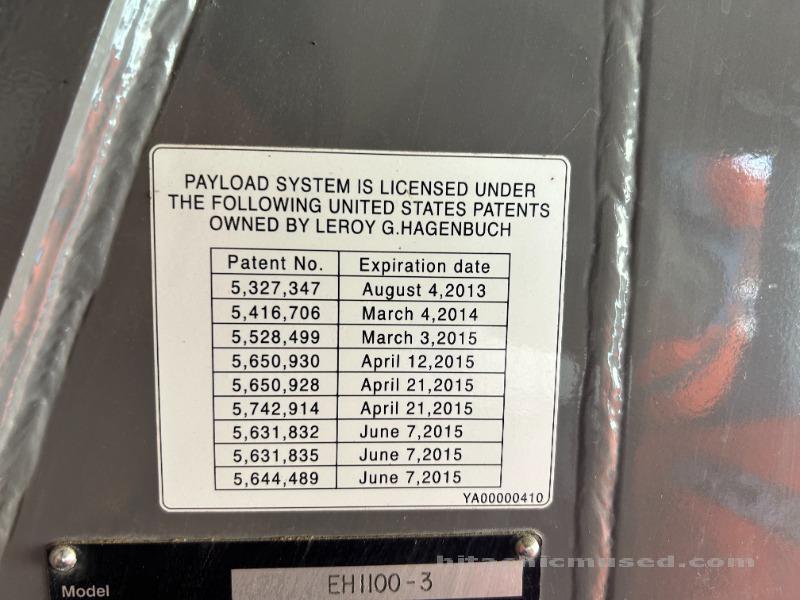 PAYLOAD SYSTEM IS LICENSED UNDER
THE FOLLOWING UNITED STATES PATENTS
OWNED BY LEROY G.HAGENBUCH
Patent No. Expiration date
5,327,347 August 4,2013
5,416,706 March 4,2014
5,528,499 March 3,2015
5,650,930 April 12,2015
5,650,928 April 21,2015
5,742,914 April 21,2015
5,631,832 June 7,2015
5,631,835 June 7,2015
5,644,489 June 7,2015
YA00000410
hitachicmused.com
Model EH1100-3